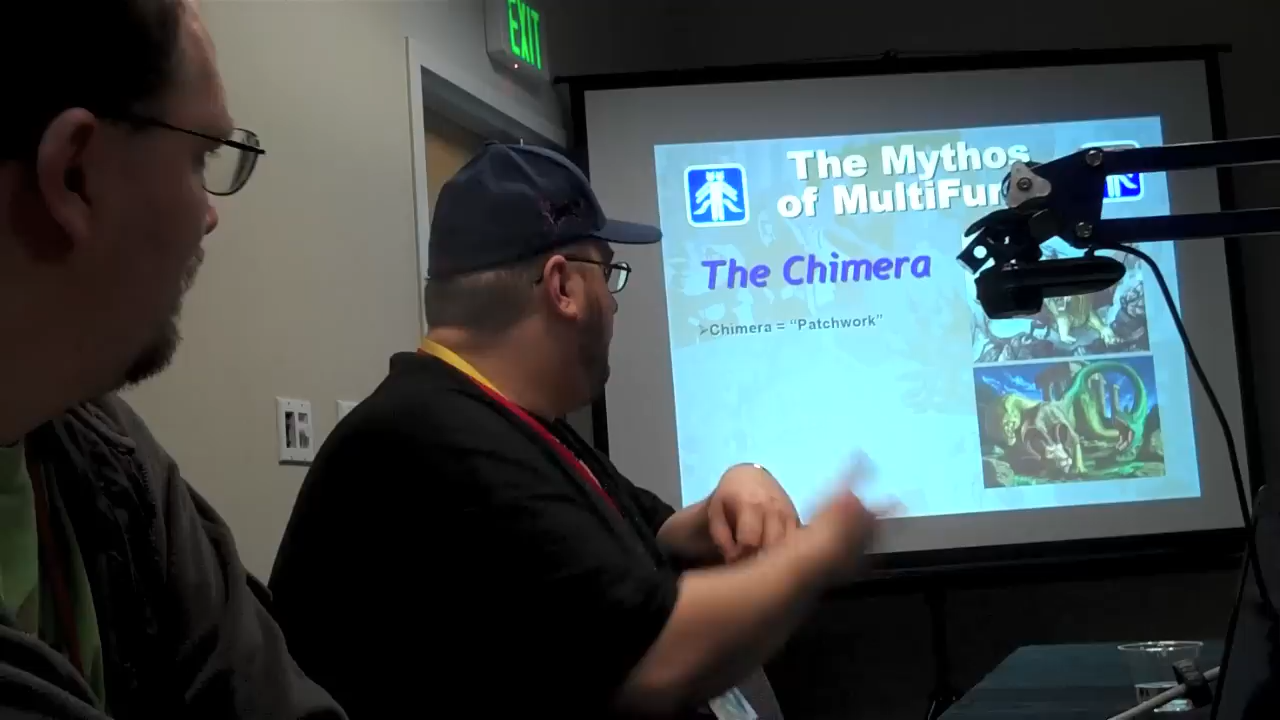 EXIT
The Mythos
of MultiFur
The Chimera
➢Chimera = “Patchwork”